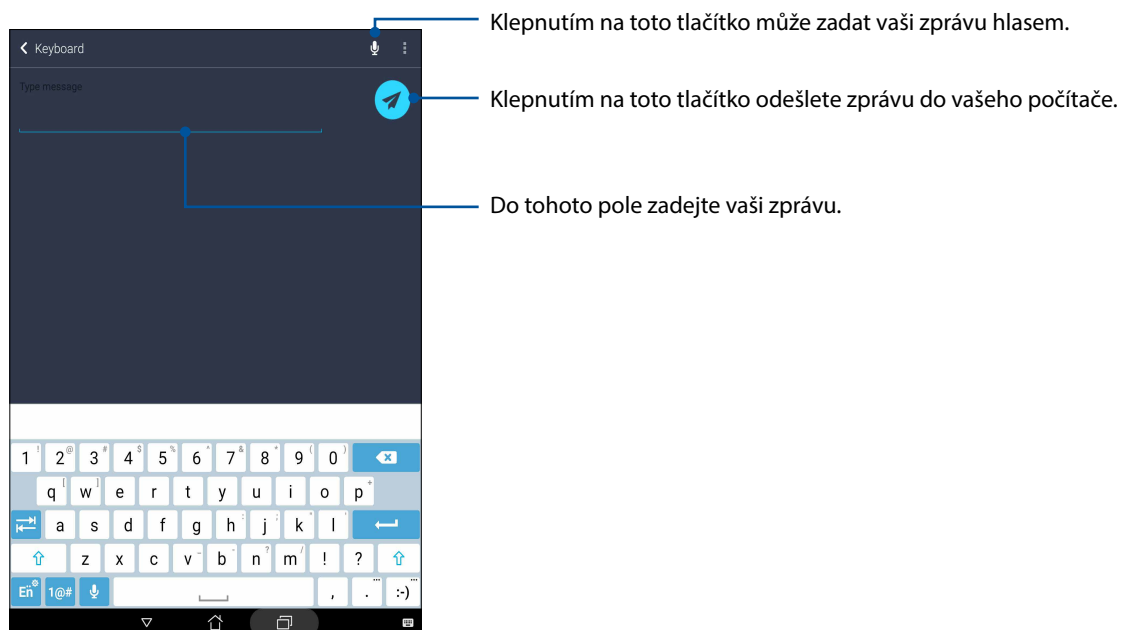 Klepnutím na toto tlačítko může zadat vaši zprávu hlasem.
Keyboard
Type message
Klepnutím na toto tlačítko odešlete zprávu do vašeho počítače.
Do tohoto pole zadejte vaši zprávu.
1 ! 2 @ 3 # 4 $ 5 % 6 ^ 7 & 8 * 9 ( 0 )
q [ w ] e r t y u i o p +
a s d f g h : j ; k " l '
z x c v - b - n ? m / ! ?
En 1@# , . ... :-) ...